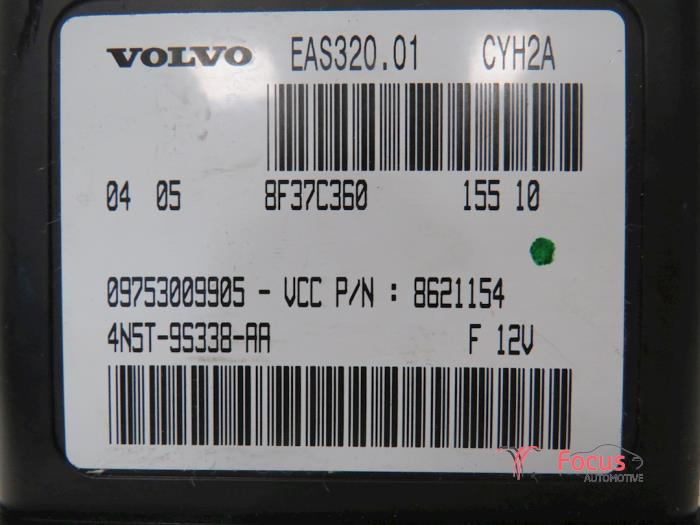 VOLVO EAS320.01 CYH2A
04 05 8F37C360 155 10
09753009905 - VCC P/N : 8621154
4N5T-9S338-AA F 12V
Focus
AUTOMOTIVE